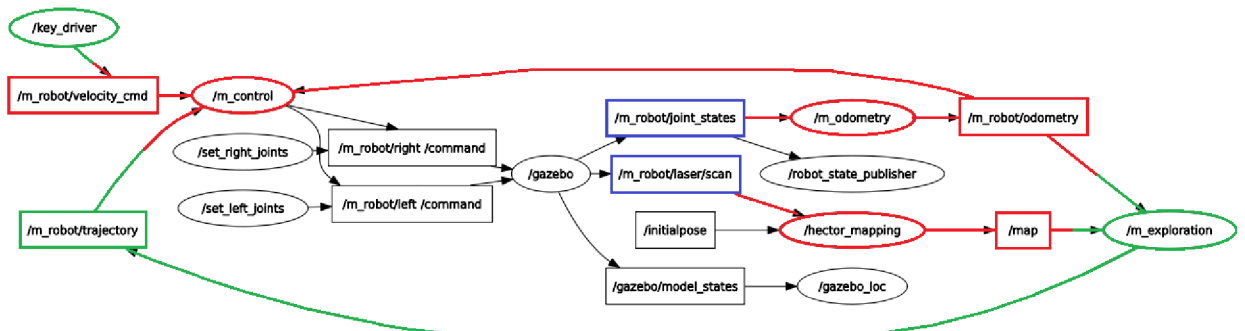 /key_driver
/m_robot/velocity_cmd
/m_control
/m_robot/joint_states
/m_odometry
/m_robot/odometry
/set_right_joints
/m_robot/right /command
/gazebo
/m_robot/laser/scan
/robot_state_publisher
/set_left_joints
/m_robot/left /command
/m_robot/trajectory
/initialpose
/hector_mapping
/map
/m_exploration
/gazebo/model_states
/gazebo_loc